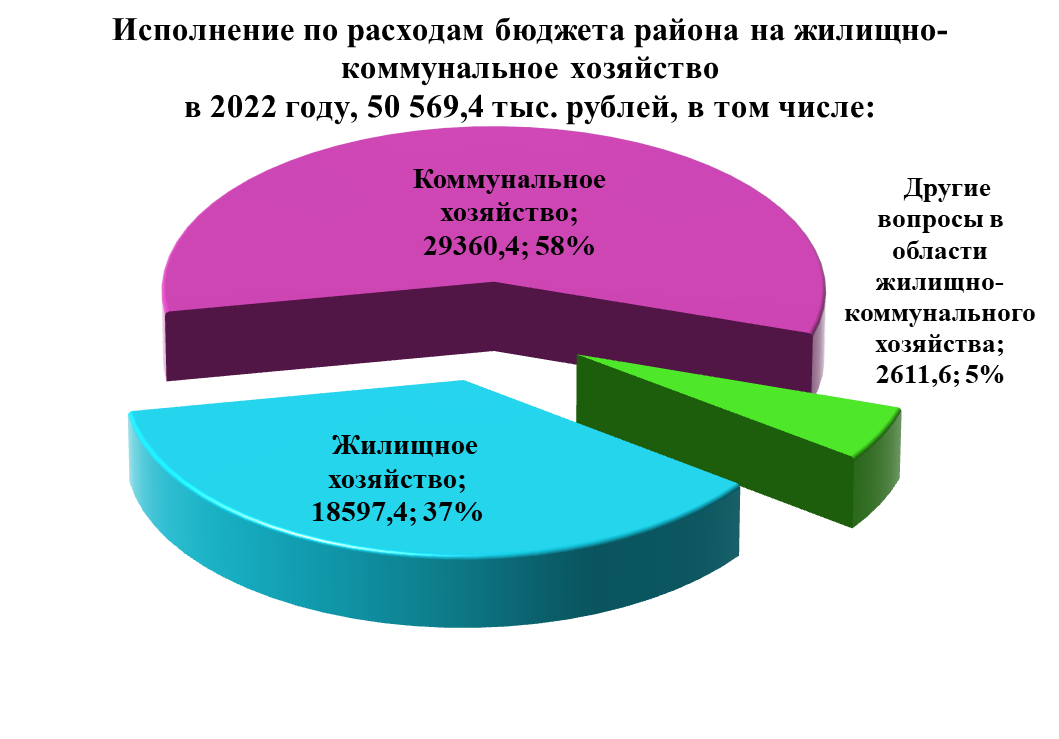 Исполнение по расходам бюджета района на жилищно-
коммунальное хозяйство
в 2022 году, 50 569,4 тыс. рублей, в том числе:
Коммунальное
хозяйство;
29360,4; 58%
Другие
вопросы в
области
жилищно-
коммунального
хозяйства;
2611,6; 5%
Жилищное
хозяйство;
18597,4; 37%